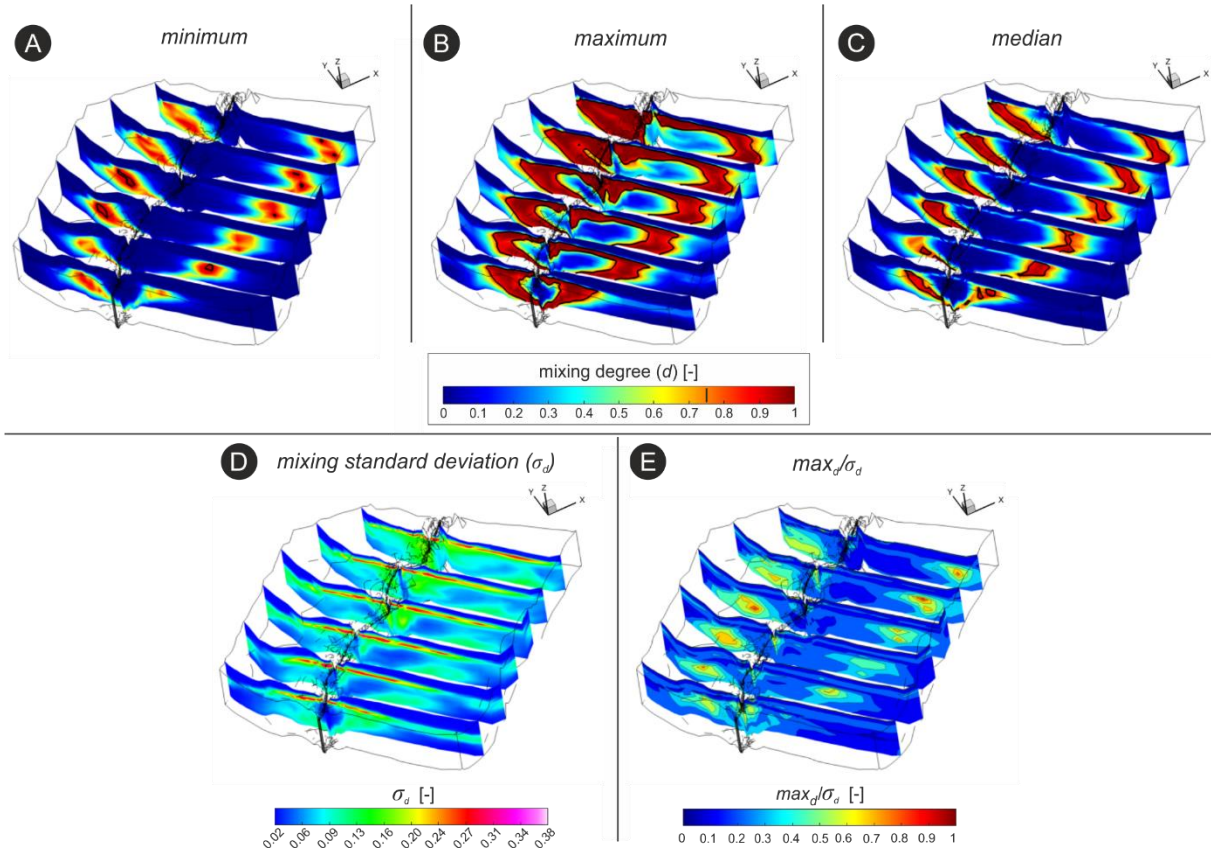 A
minimum
Y Z X
B
maximum
Y Z X
C
median
Y Z X
mixing degree (d) [-]
0 0.1 0.2 0.3 0.4 0.5 0.6 0.7 0.8 0.9 1
D
mixing standard deviation (σd)
Y Z X
σd [-]
0.02 0.06 0.09 0.13 0.16 0.20 0.24 0.27 0.31 0.34 0.38
E
maxd/σd
Y Z X
maxd/σd [-]
0 0.1 0.2 0.3 0.4 0.5 0.6 0.7 0.8 0.9 1